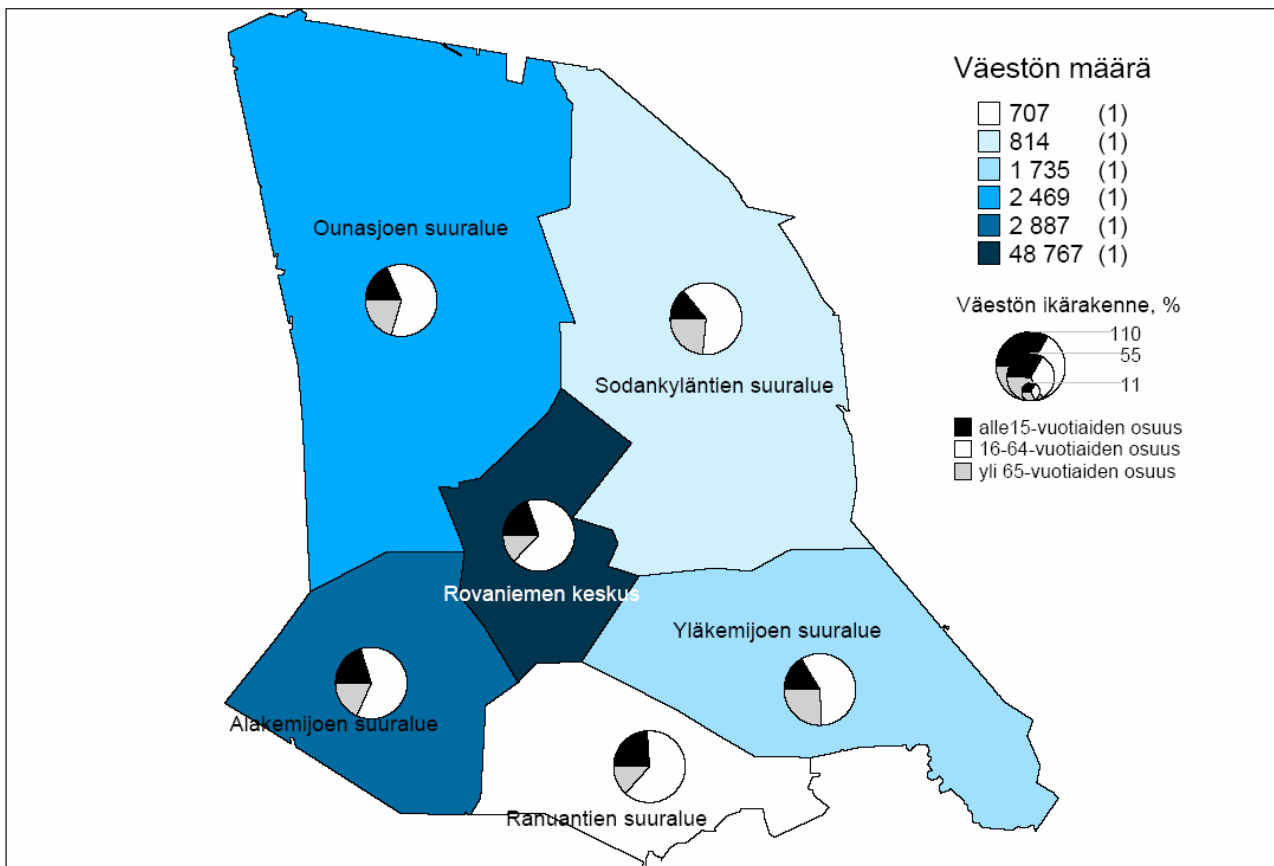 Väestön määrä
707 (1)
814 (1)
1 735 (1)
2 469 (1)
2 887 (1)
48 767 (1)
Väestön ikärakenne, %
110
55
11
alle15-vuotiaiden osuus
16-64-vuotiaiden osuus
yli 65-vuotiaiden osuus
Ounasjoen suuralue
Sodankyläntien suuralue
Rovaniemen keskus
Yläkemijoen suuralue
Alakemijoen suuralue
Ranuantien suuralue